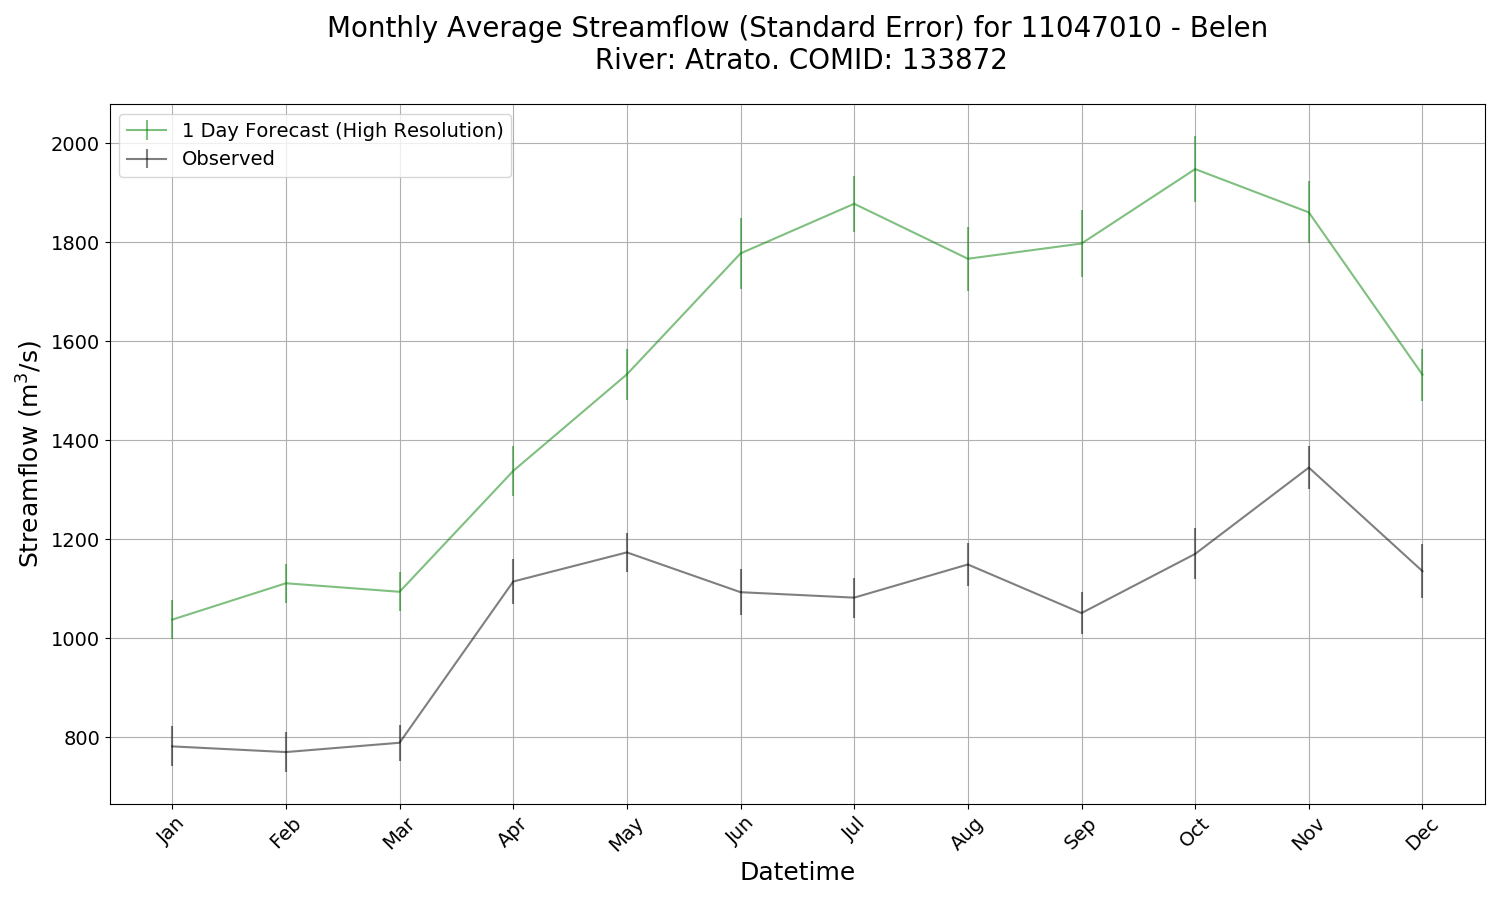 Monthly Average Streamflow (Standard Error) for 11047010 - Belen
River: Atrato. COMID: 133872
1 Day Forecast (High Resolution)
Observed
2000
1800
1600
1400
1200
1000
800
Streamflow (m³/s)
Jan Feb Mar Apr May Jun Jul Aug Sep Oct Nov Dec
Datetime